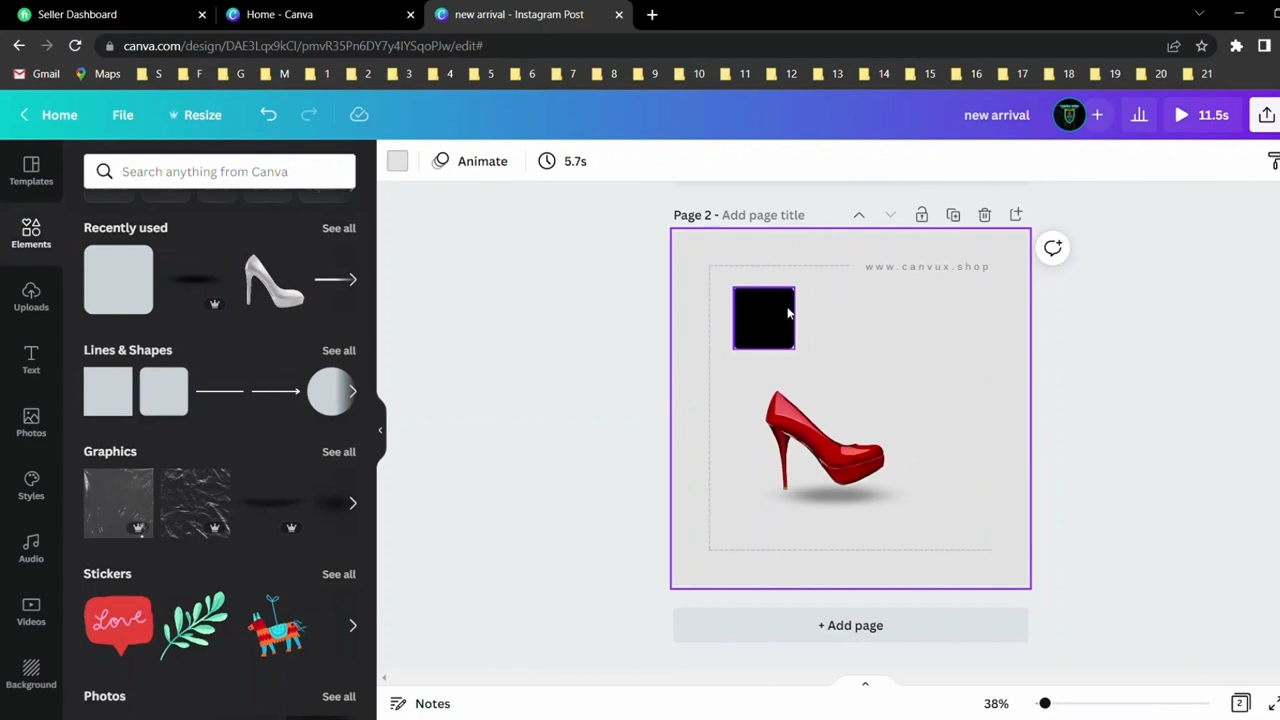 Seller Dashboard
Home - Canva
new arrival - Instagram Post
canva.com/design/DAE3Lqx9kCI/pmvR35Pn6DY7y4IYSqoPJw/edit#
Gmail Maps S F G M 1 2 3 4 5 6 7 8 9 10 11 12 13 14 15 16 17 18 19 20 21
Home File Resize new arrival 11.5s
Search anything from Canva
Animate 5.7s
Templates
Elements
Uploads
Text
Photos
Styles
Audio
Videos
Background
Recently used See all
Lines & Shapes See all
Graphics See all
Stickers See all
Love
Photos See all
Page 2 - Add page title
www.canvux.shop
+ Add page
Notes
38%
2